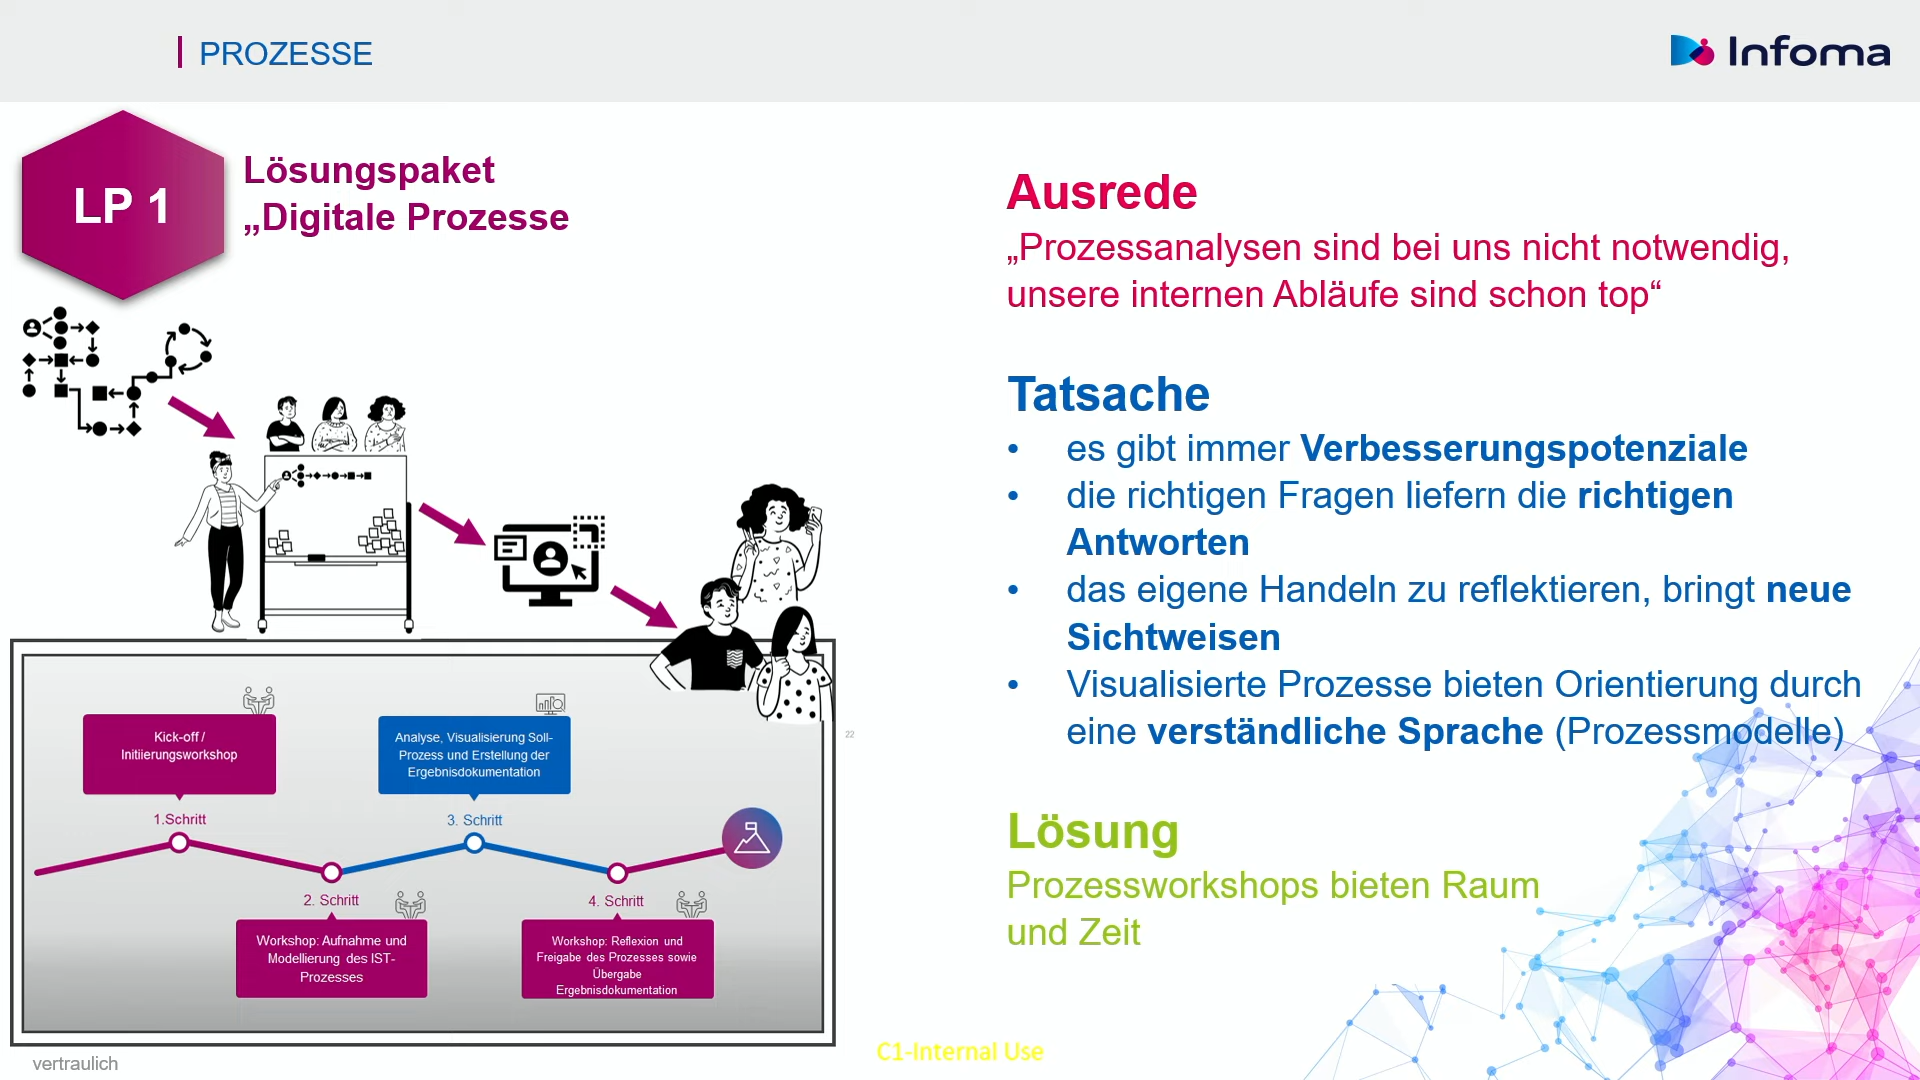 PROZESSE
Infoma
LP 1
Lösungspaket
„Digitale Prozesse
Ausrede
„Prozessanalysen sind bei uns nicht notwendig,
unsere internen Abläufe sind schon top“
Tatsache
• es gibt immer Verbesserungspotenziale
• die richtigen Fragen liefern die richtigen
Antworten
• das eigene Handeln zu reflektieren, bringt neue
Sichtweisen
• Visualisierte Prozesse bieten Orientierung durch
eine verständliche Sprache (Prozessmodelle)
Lösung
Prozessworkshops bieten Raum
und Zeit
Kick-off /
Initiierungsworkshop
1.Schritt
2. Schritt
Workshop: Aufnahme und
Modellierung des IST-
Prozesses
Analyse, Visualisierung Soll-
Prozess und Erstellung der
Ergebnisdokumentation
3. Schritt
4. Schritt
Workshop: Reflexion und
Freigabe des Prozesses sowie
Übergabe
Ergebnisdokumentation
22
vertraulich
C1-Internal Use